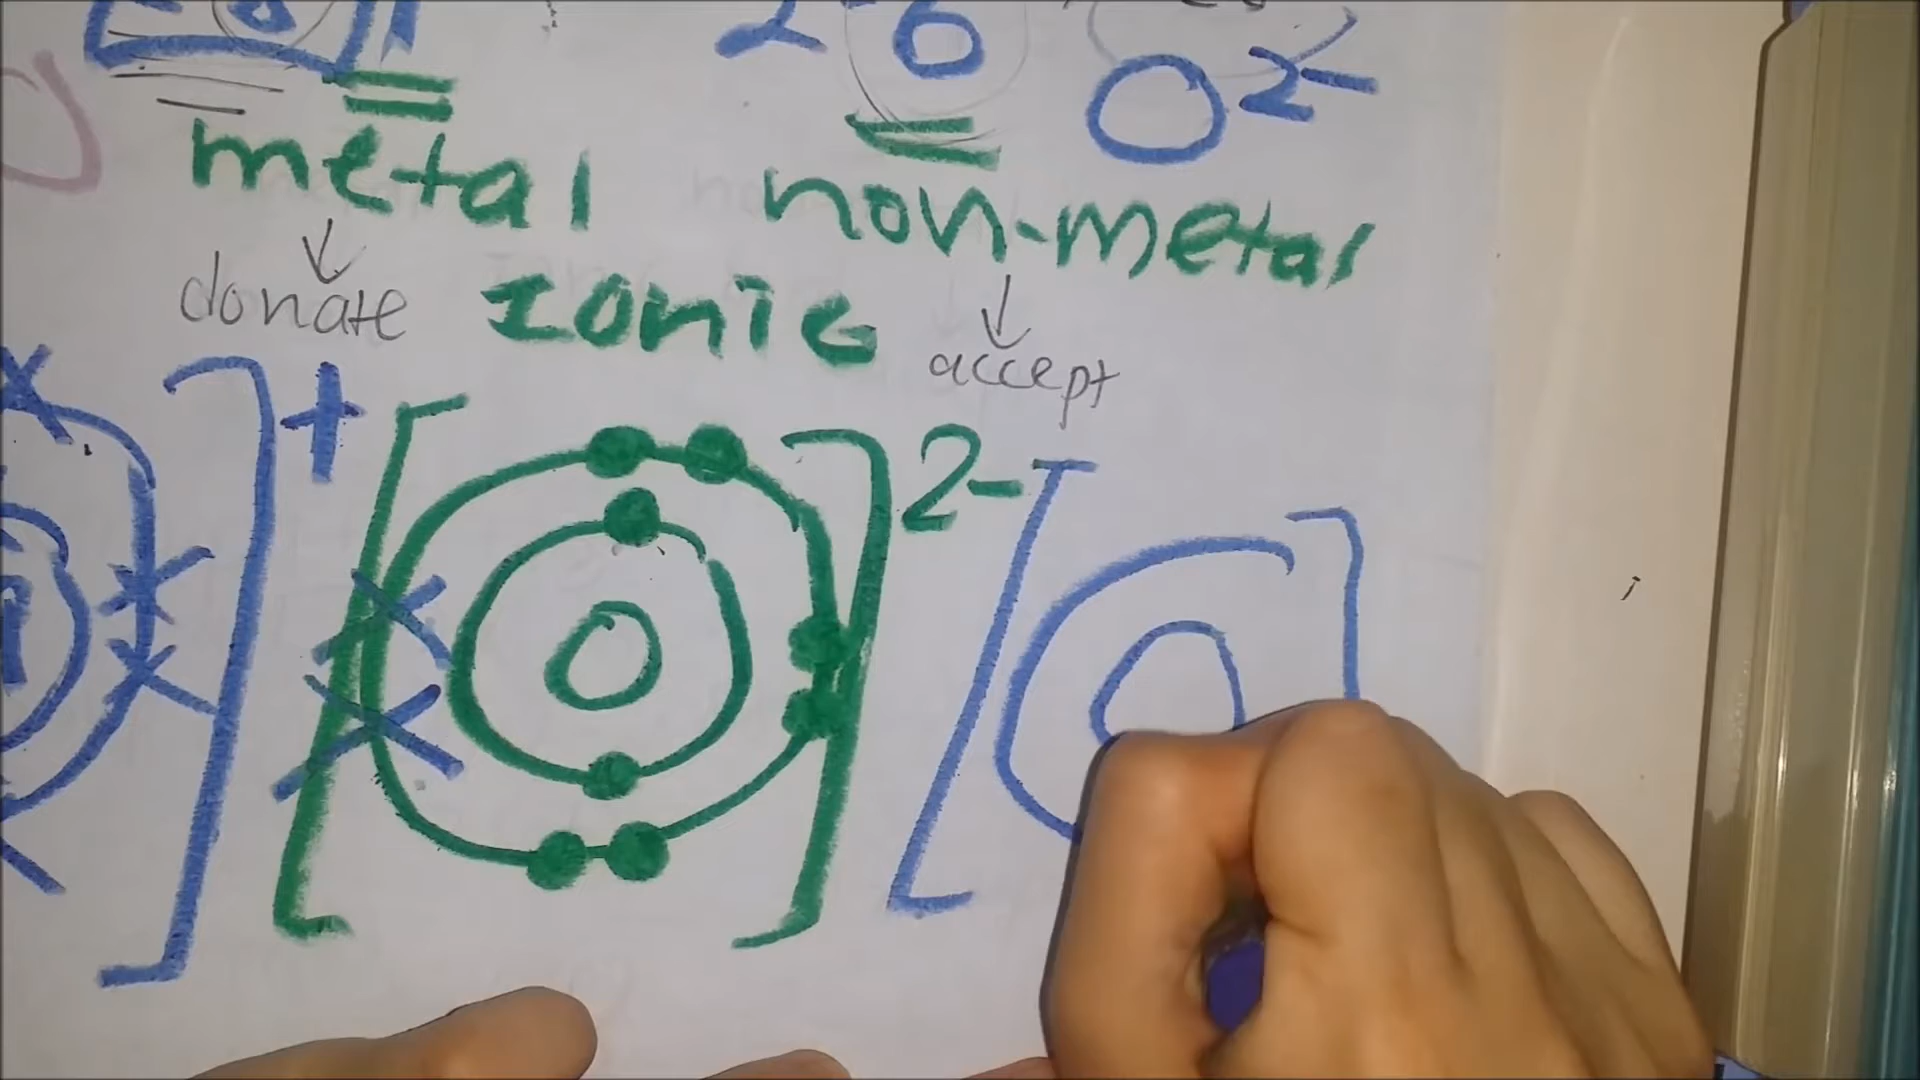 2-6
O2-
metal non-metal
donate Ionic accept
+ 2-
O